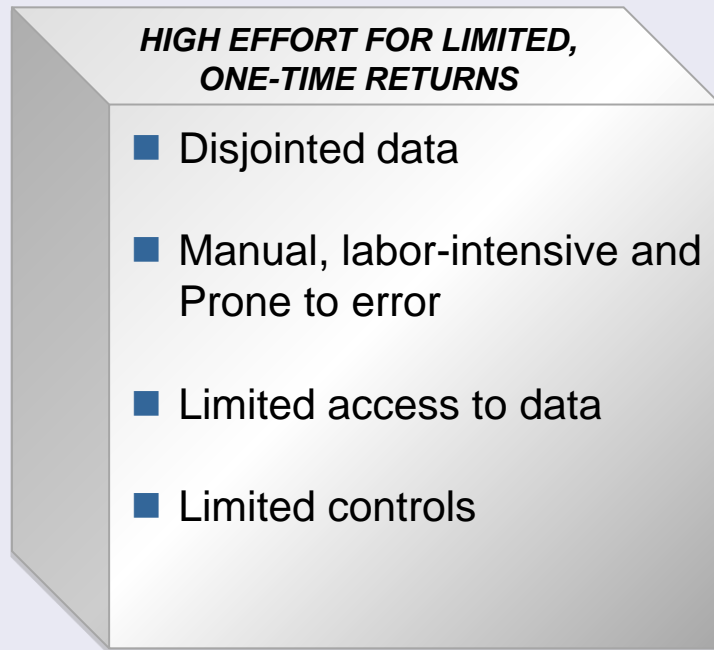 HIGH EFFORT FOR LIMITED,
ONE-TIME RETURNS
Disjointed data
Manual, labor-intensive and
Prone to error
Limited access to data
Limited controls